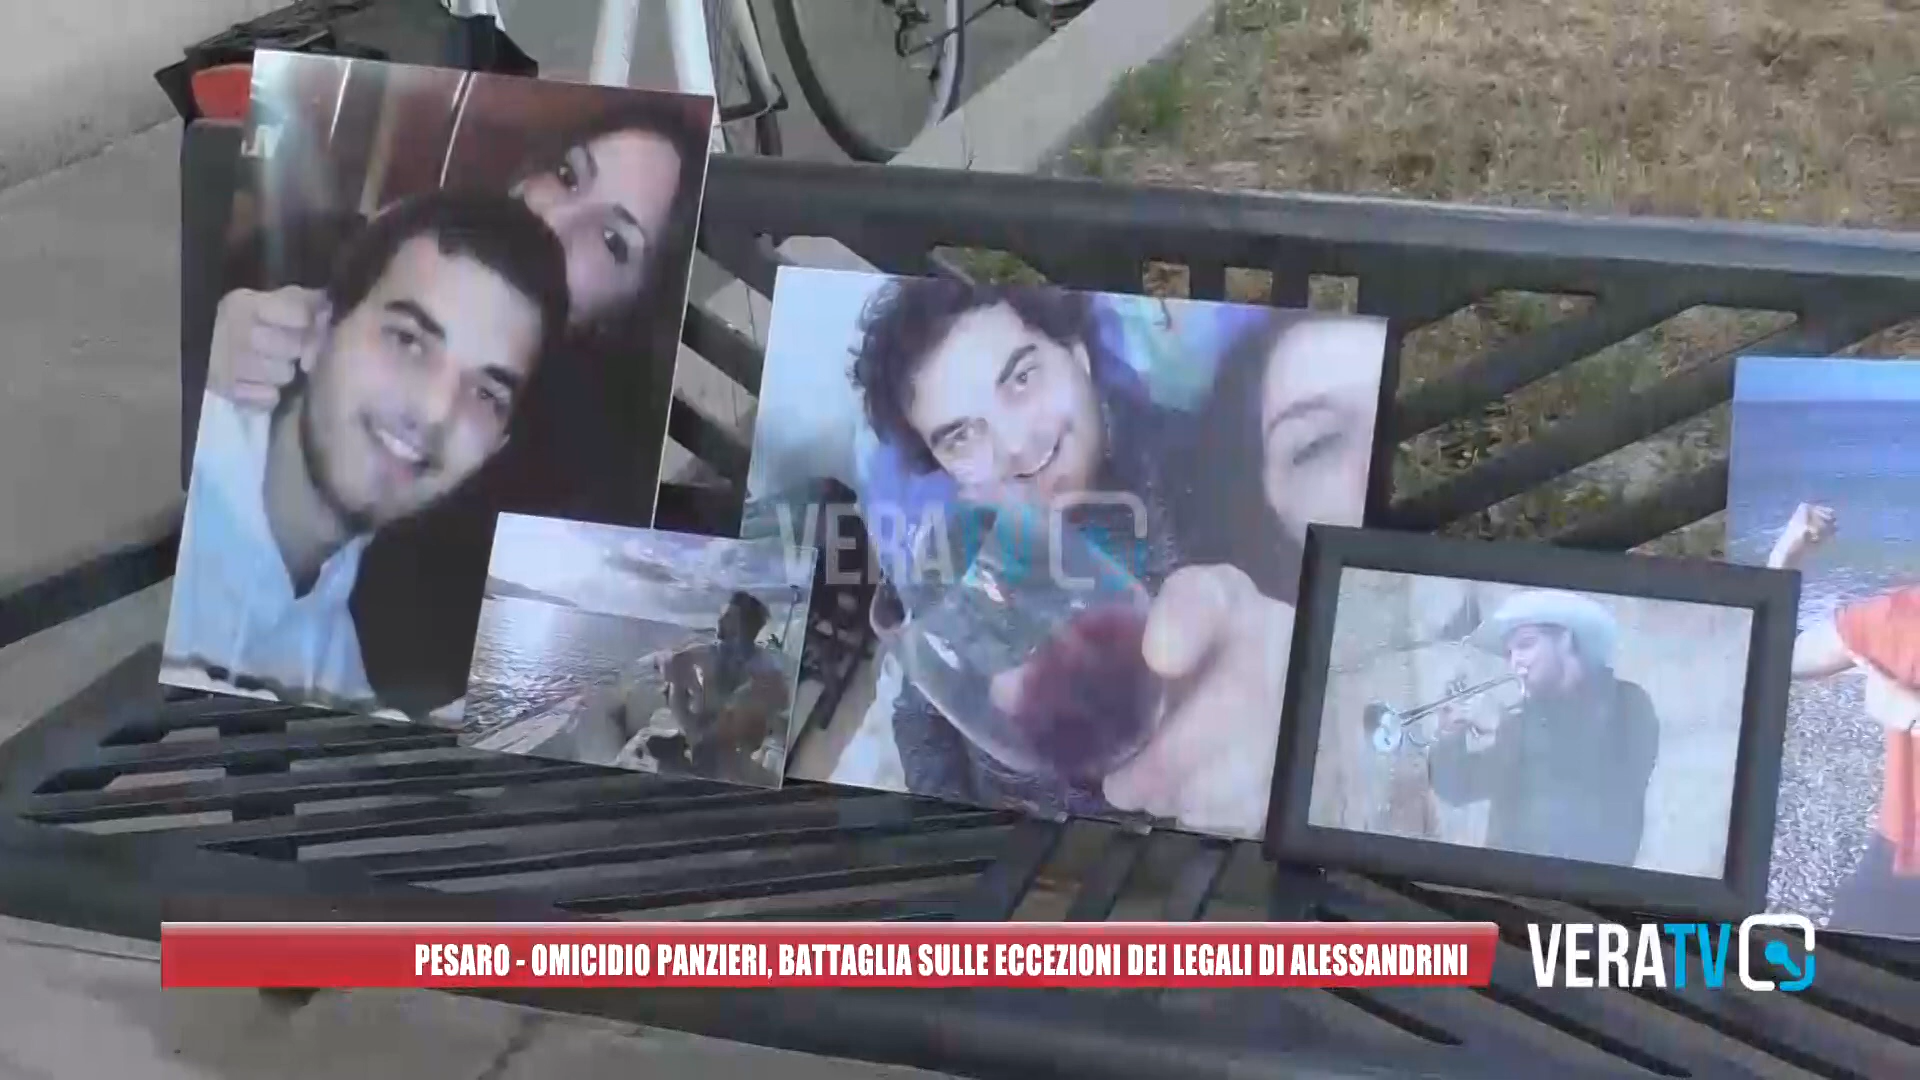 VERATV
PESARO - OMICIDIO PANZIERI, BATTAGLIA SULLE ECCEZIONI DEI LEGALI DI ALESSANDRINI
VERATV